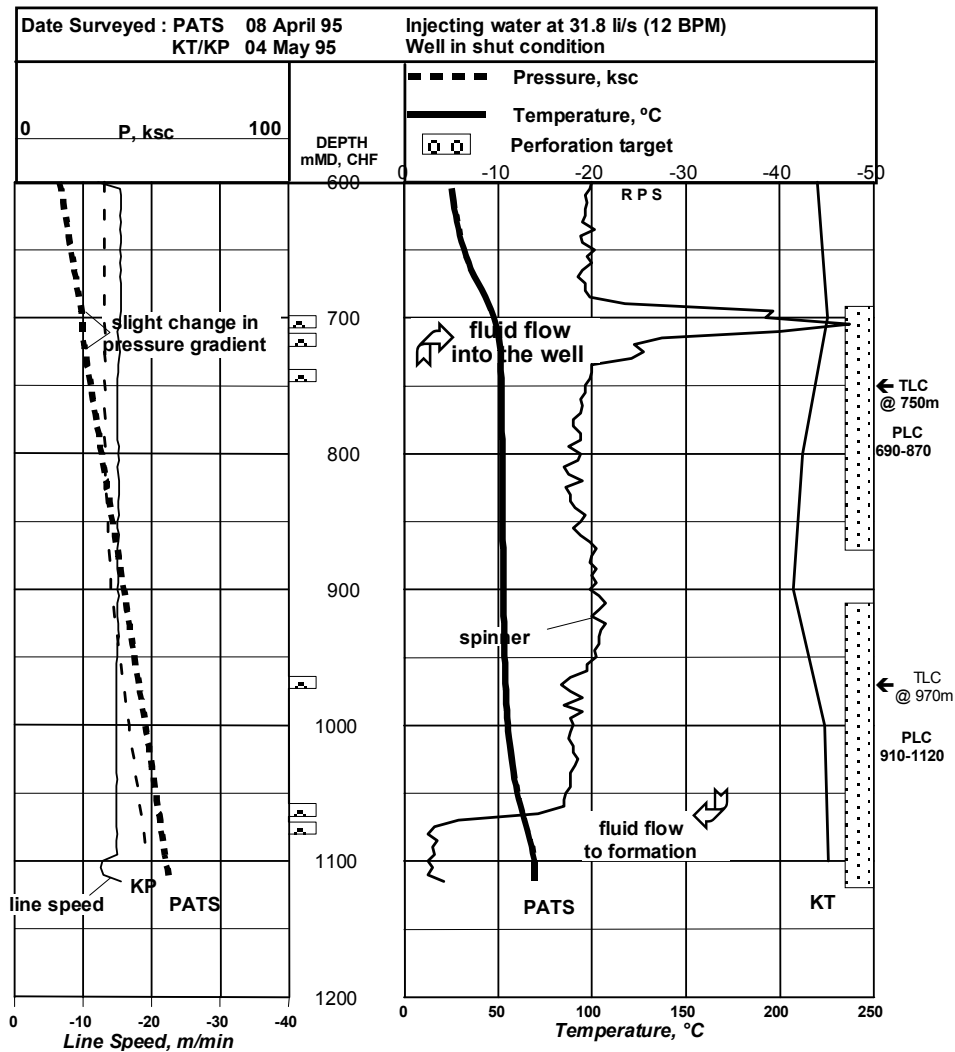 Date Surveyed : PATS 08 April 95 Injecting water at 31.8 li/s (12 BPM)
KT/KP 04 May 95 Well in shut condition
Pressure, ksc
Temperature, ºC
Perforation target
0 P, ksc 100
DEPTH
mMD, CHF
0 -10 -20 -30 -40 -50
R P S
600
700
800
900
1000
1100
1200
slight change in
pressure gradient
fluid flow
into the well
TLC
@ 750m
PLC
690-870
spinner
TLC
@ 970m
PLC
910-1120
fluid flow
to formation
KP
line speed PATS
PATS
KT
0 -10 -20 -30 -40
Line Speed, m/min
0 50 100 150 200 250
Temperature, °C